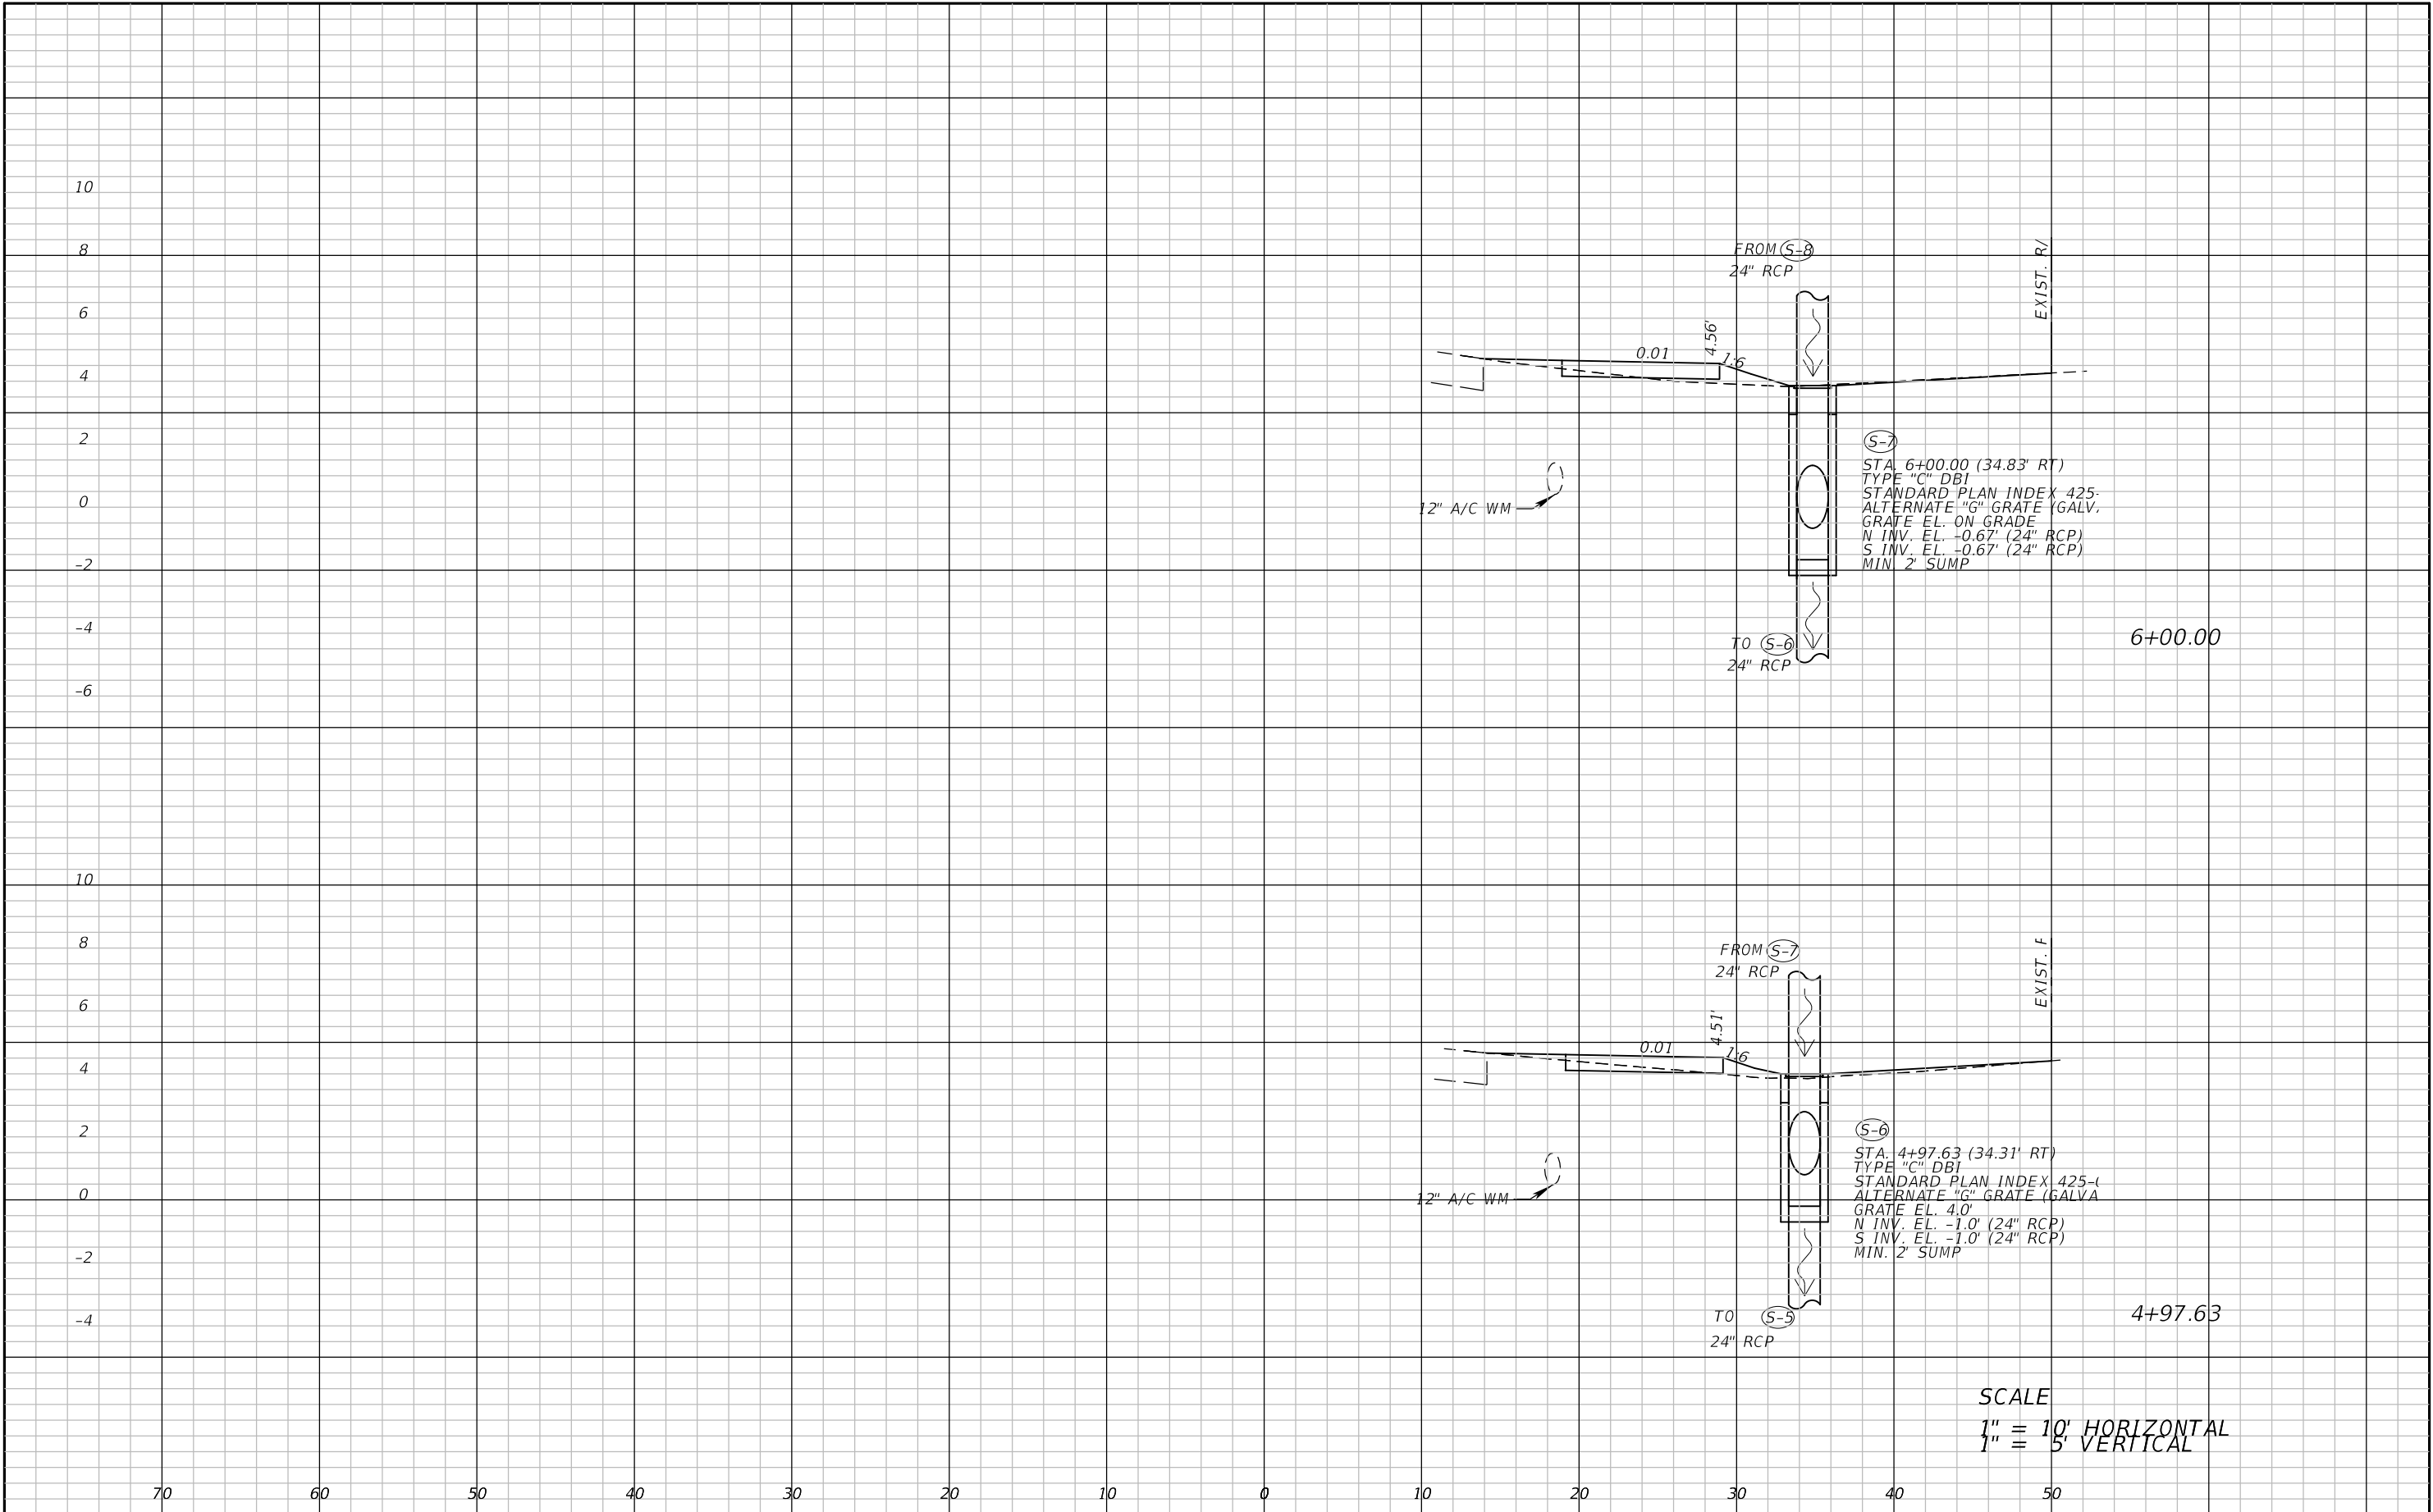 10
8
6
4
2
0
-2
-4
-6
FROM S-8
24" RCP
EXIST. R/
4.56'
0.01
1:6
12" A/C WM
S-7
STA. 6+00.00 (34.83' RT)
TYPE "C" DBI
STANDARD PLAN INDEX 425-
ALTERNATE "G" GRATE (GALV
GRATE EL. ON GRADE
N INV. EL. -0.67' (24" RCP)
S INV. EL. -0.67' (24" RCP)
MIN. 2' SUMP
TO S-6
24" RCP
6+00.00
10
8
6
4
2
0
-2
-4
FROM S-7
24" RCP
EXIST.
4.51'
0.01
1:6
12" A/C WM
S-6
STA. 4+97.63 (34.31' RT)
TYPE "C" DBI
STANDARD PLAN INDEX 425-
ALTERNATE "G" GRATE (GALVA
GRATE EL. 4.0'
N INV. EL. -1.0' (24" RCP)
S INV. EL. -1.0' (24" RCP)
MIN. 2' SUMP
TO S-5
24" RCP
4+97.63
SCALE
1" = 10' HORIZONTAL
1" = 5' VERTICAL
70 60 50 40 30 20 10 0 10 20 30 40 50